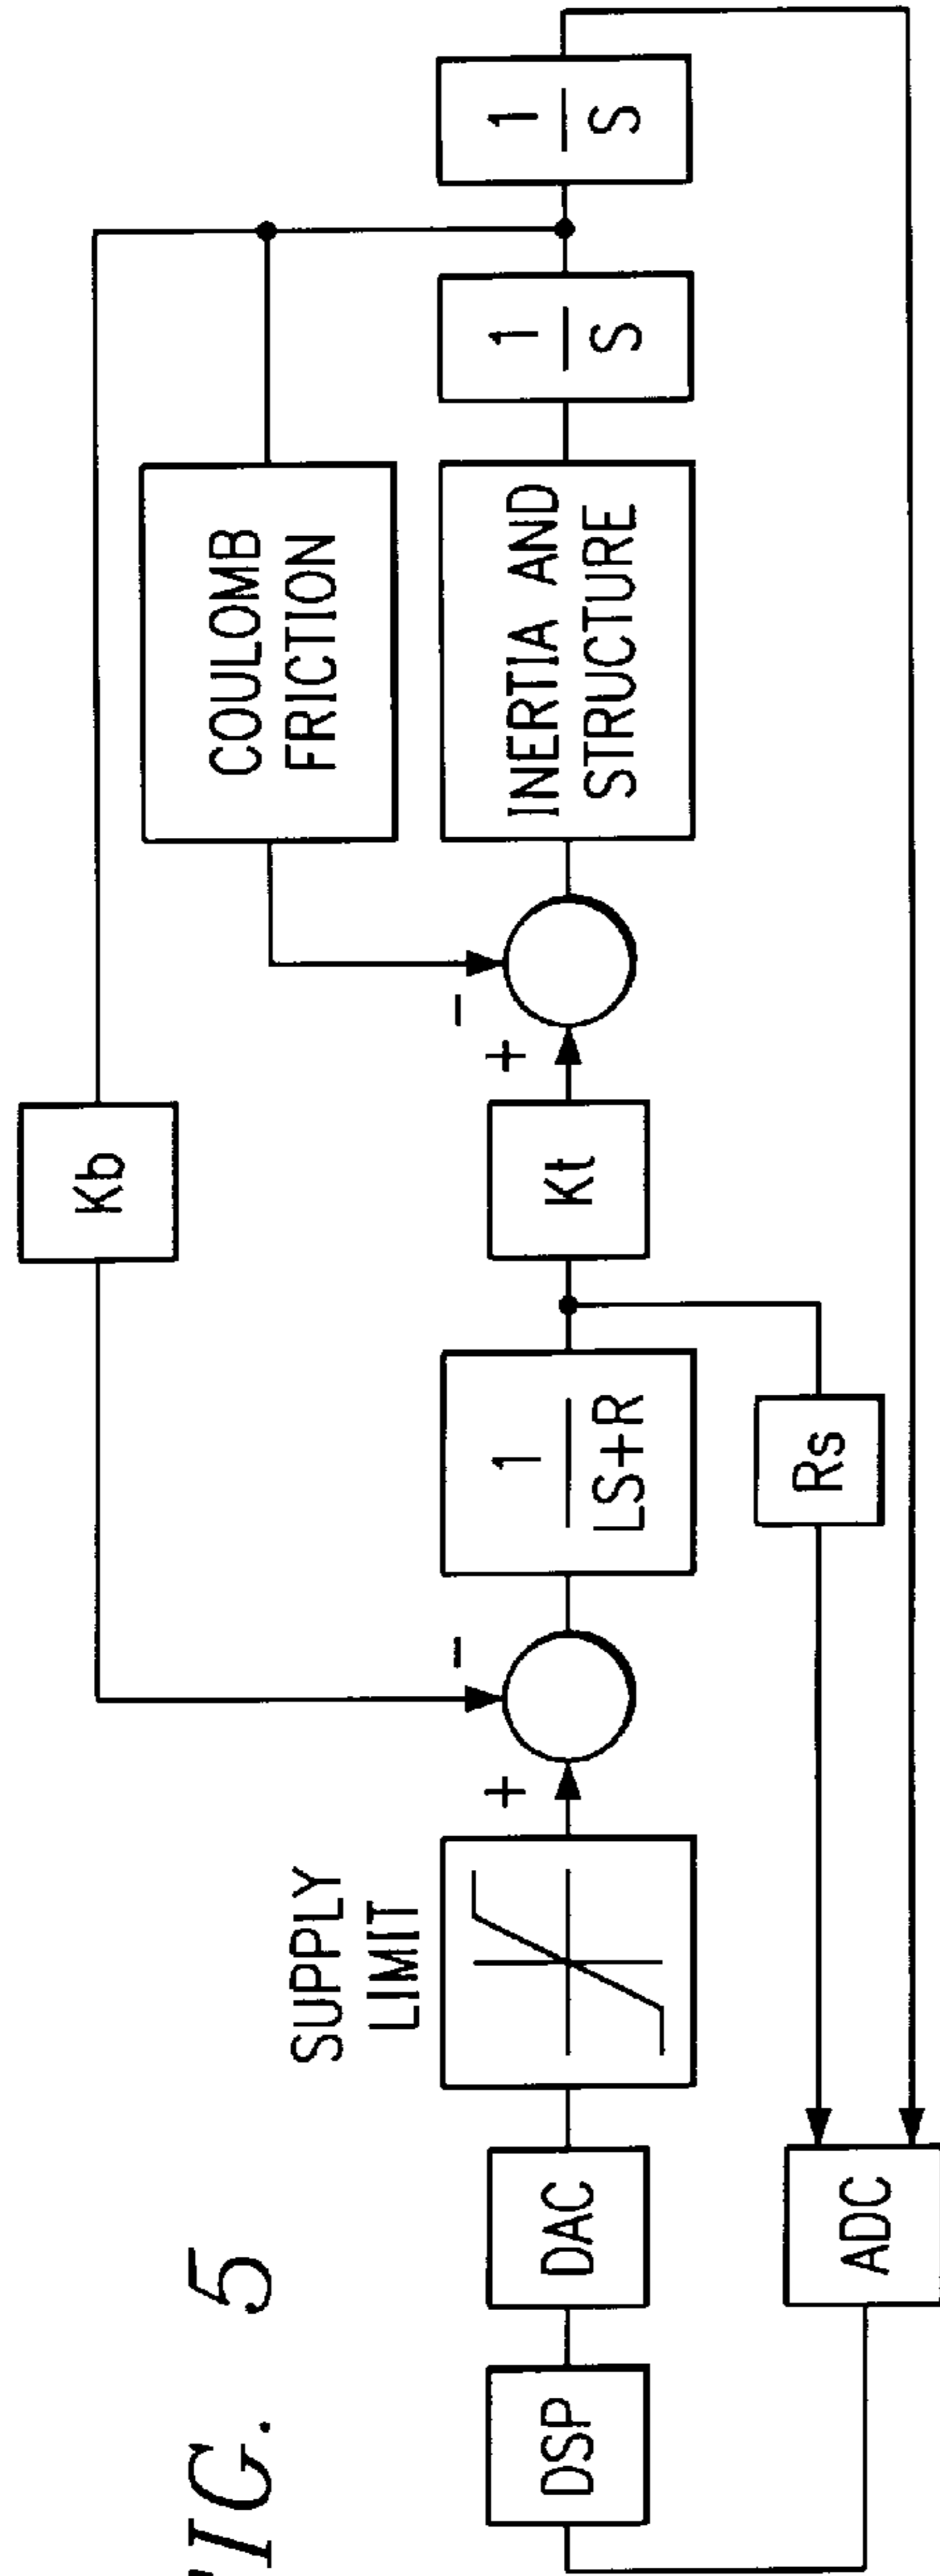 FIG. 5
DSP
DAC
SUPPLY
LIMIT
+
-
1
LS+R
Kb
Kt
+
-
COULOMB
FRICTION
INERTIA AND
STRUCTURE
1
S
1
S
Rs
ADC